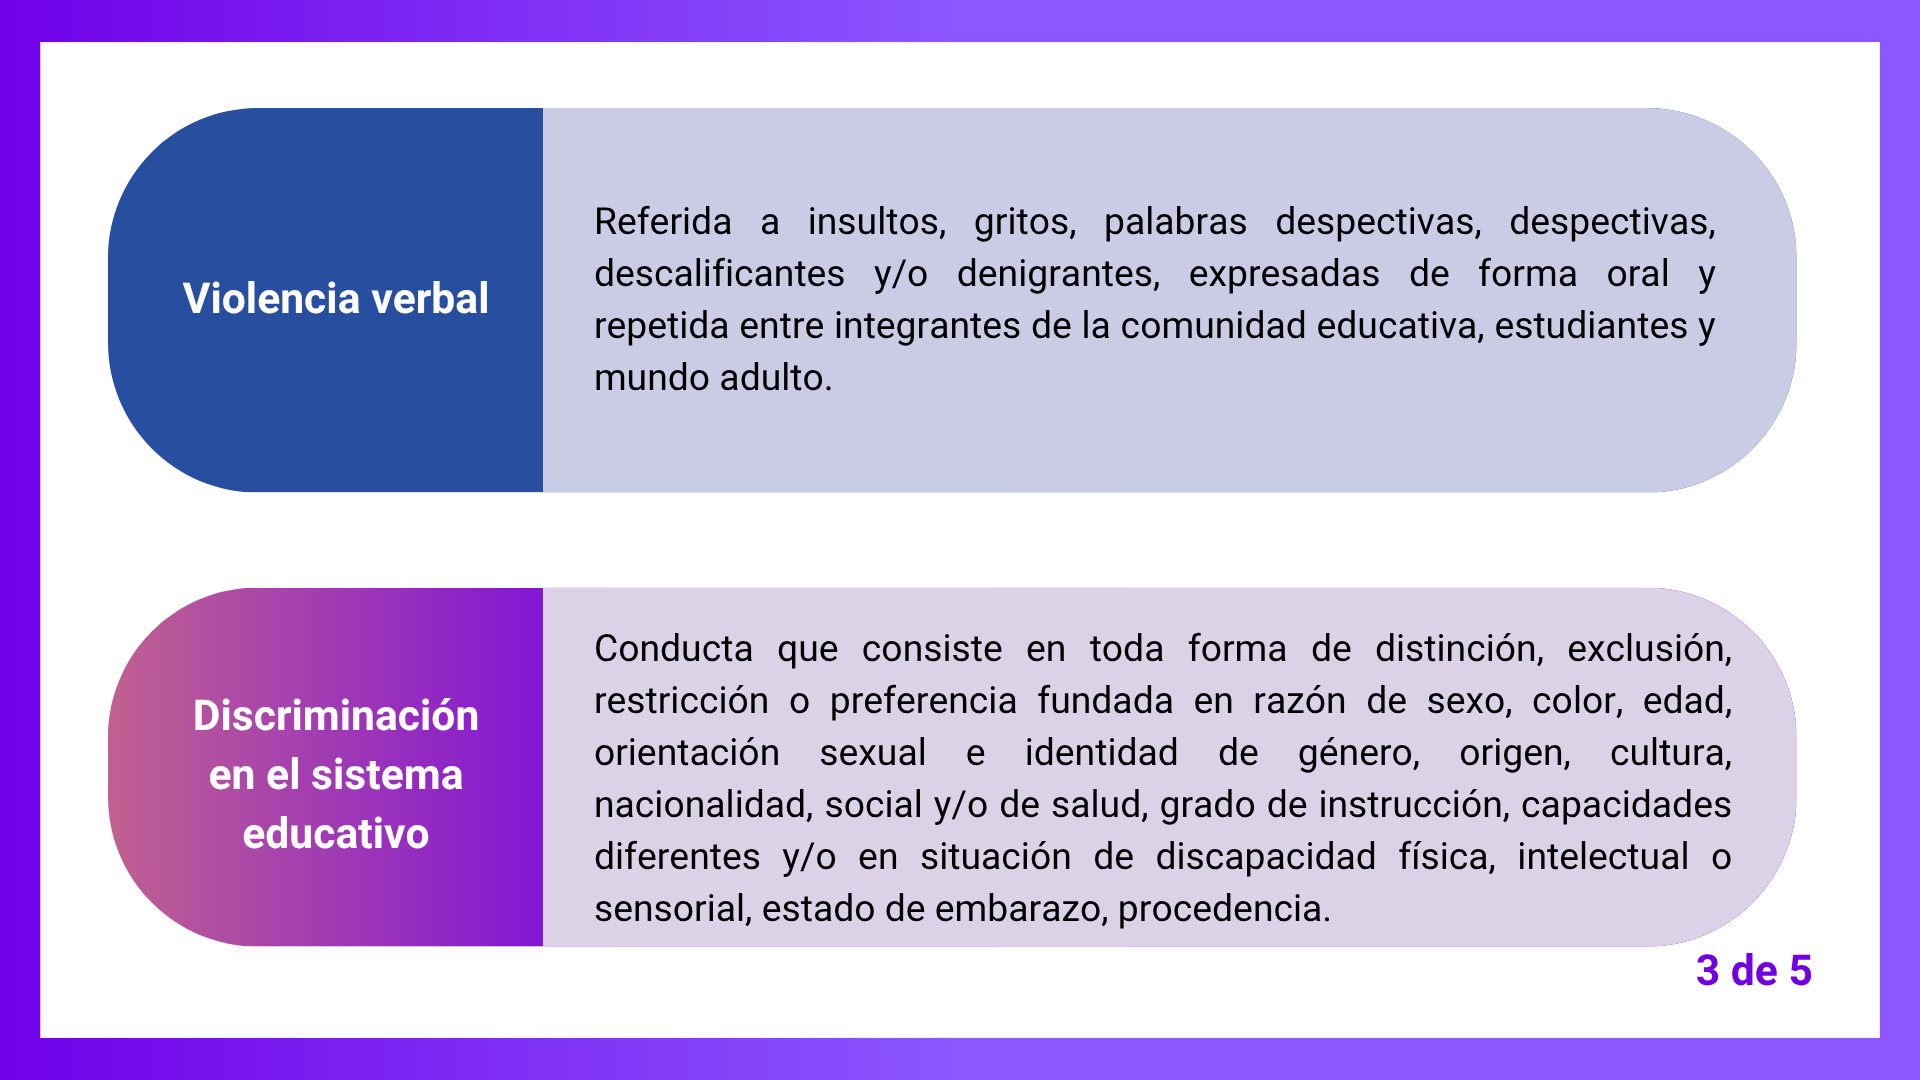 Violencia verbal
Referida a insultos, gritos, palabras despectivas, despectivas,
descalificantes y/o denigrantes, expresadas de forma oral y
repetida entre integrantes de la comunidad educativa, estudiantes y
mundo adulto.
Discriminación
en el sistema
educativo
Conducta que consiste en toda forma de distinción, exclusión,
restricción o preferencia fundada en razón de sexo, color, edad,
orientación sexual e identidad de género, origen, cultura,
nacionalidad, social y/o de salud, grado de instrucción, capacidades
diferentes y/o en situación de discapacidad física, intelectual o
sensorial, estado de embarazo, procedencia.
3 de 5